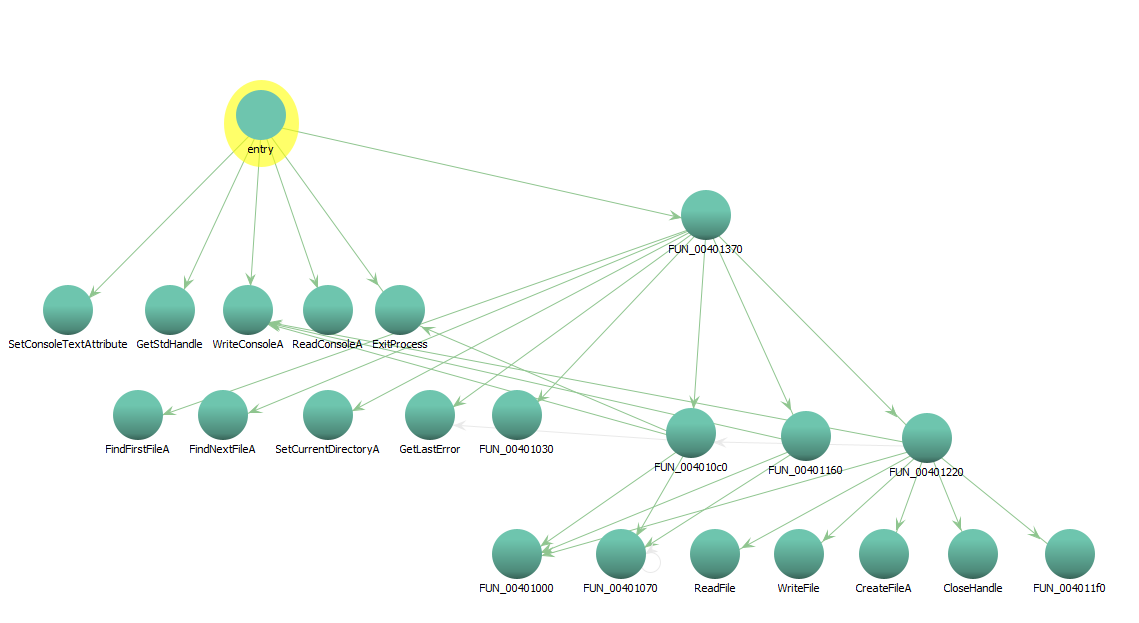 entry
FUN_00401370
SetConsoleTextAttribute
GetStdHandle
WriteConsoleA
ReadConsoleA
ExitProcess
FindFirstFileA
FindNextFileA
SetCurrentDirectoryA
GetLastError
FUN_00401030
FUN_004010c0
FUN_00401160
FUN_00401220
FUN_00401000
FUN_00401070
ReadFile
WriteFile
CreateFileA
CloseHandle
FUN_004011f0